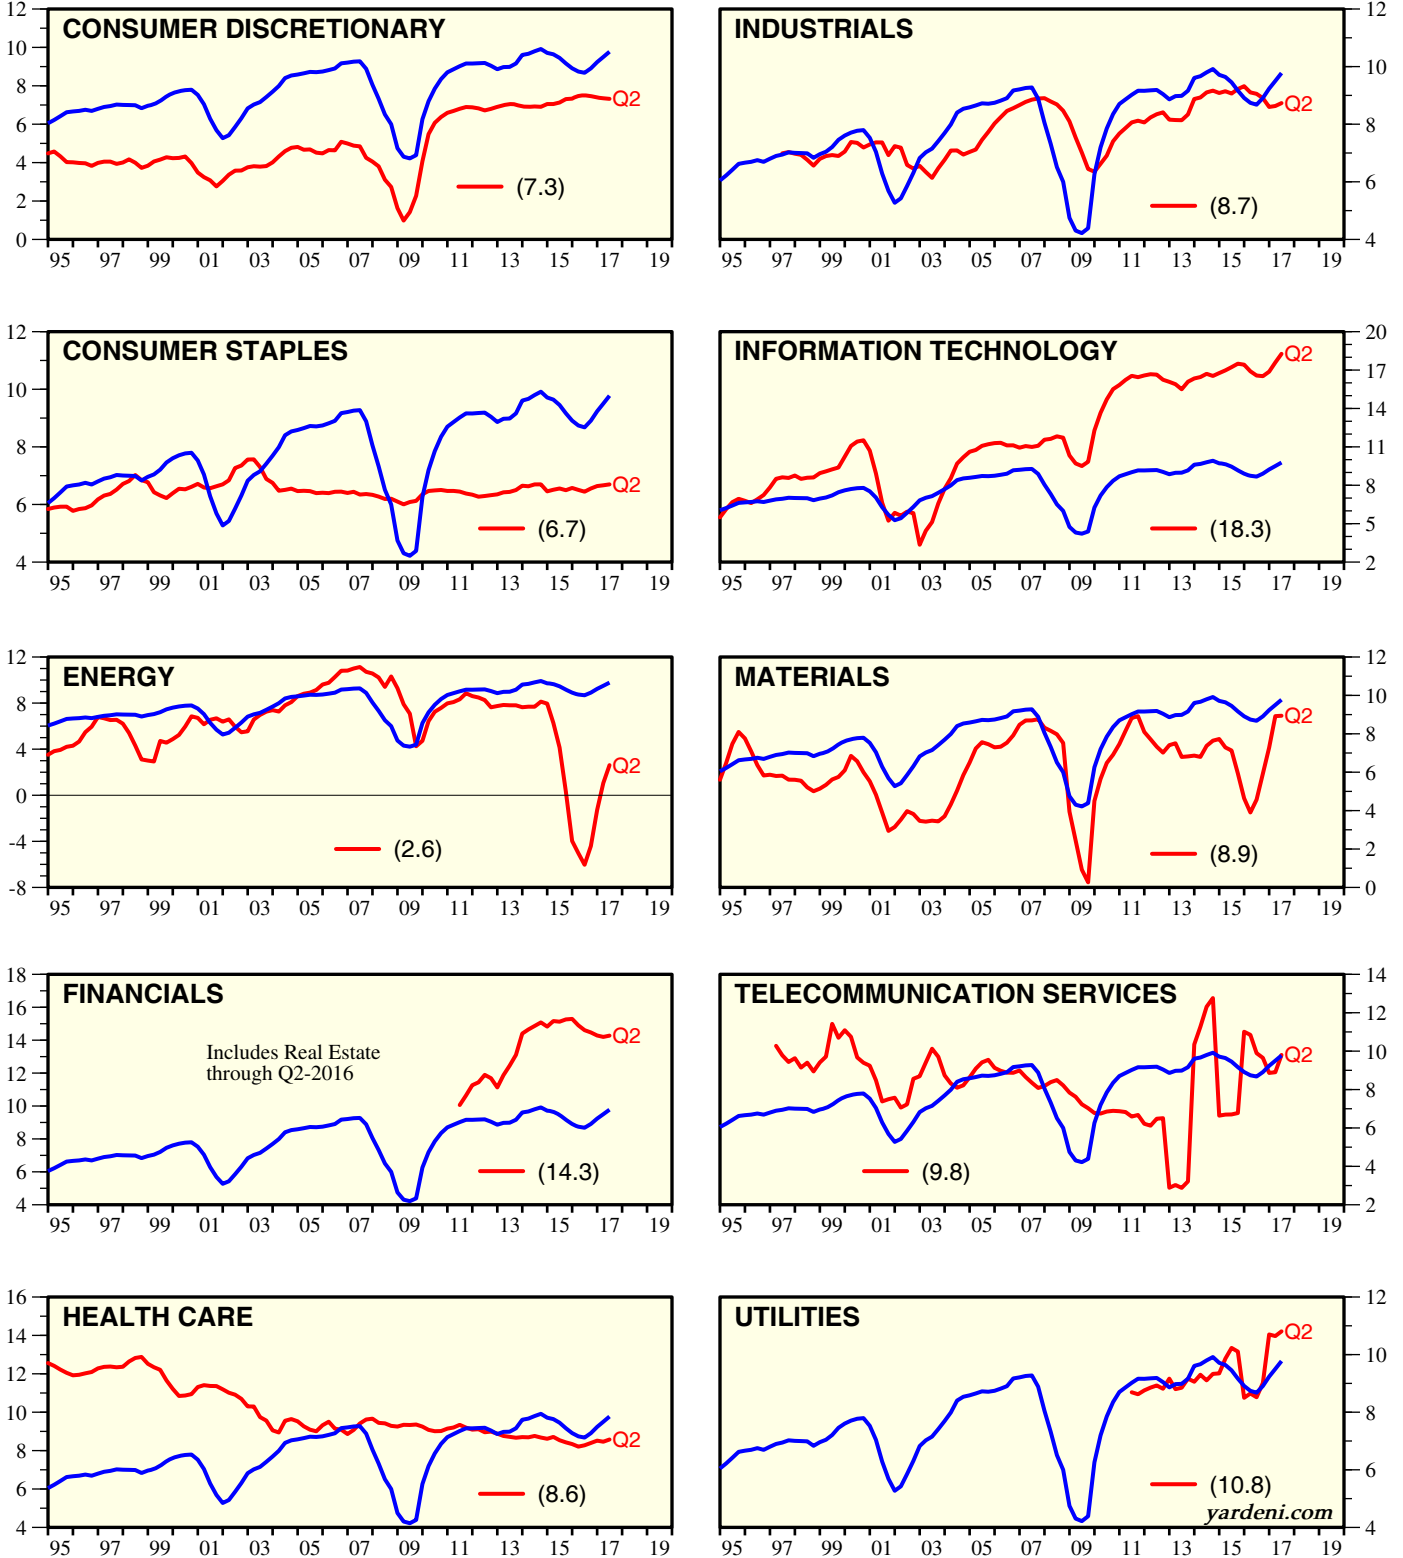 CONSUMER DISCRETIONARY
12
10
8
6
4
2
0
Q2
(7.3)
95 97 99 01 03 05 07 09 11 13 15 17 19
INDUSTRIALS
12
10
8
6
4
Q2
(8.7)
95 97 99 01 03 05 07 09 11 13 15 17 19
CONSUMER STAPLES
12
10
8
6
4
Q2
(6.7)
95 97 99 01 03 05 07 09 11 13 15 17 19
INFORMATION TECHNOLOGY
20
17
14
11
8
5
2
Q2
(18.3)
95 97 99 01 03 05 07 09 11 13 15 17 19
ENERGY
12
8
4
0
-4
-8
Q2
(2.6)
95 97 99 01 03 05 07 09 11 13 15 17 19
MATERIALS
12
10
8
6
4
2
0
Q2
(8.9)
95 97 99 01 03 05 07 09 11 13 15 17 19
FINANCIALS
18
16
14
12
10
8
6
4
Includes Real Estate
through Q2-2016
Q2
(14.3)
95 97 99 01 03 05 07 09 11 13 15 17 19
TELECOMMUNICATION SERVICES
14
12
10
8
6
4
2
Q2
(9.8)
95 97 99 01 03 05 07 09 11 13 15 17 19
HEALTH CARE
16
14
12
10
8
6
4
Q2
(8.6)
95 97 99 01 03 05 07 09 11 13 15 17 19
UTILITIES
12
10
8
6
4
Q2
(10.8)
yardeni.com
95 97 99 01 03 05 07 09 11 13 15 17 19